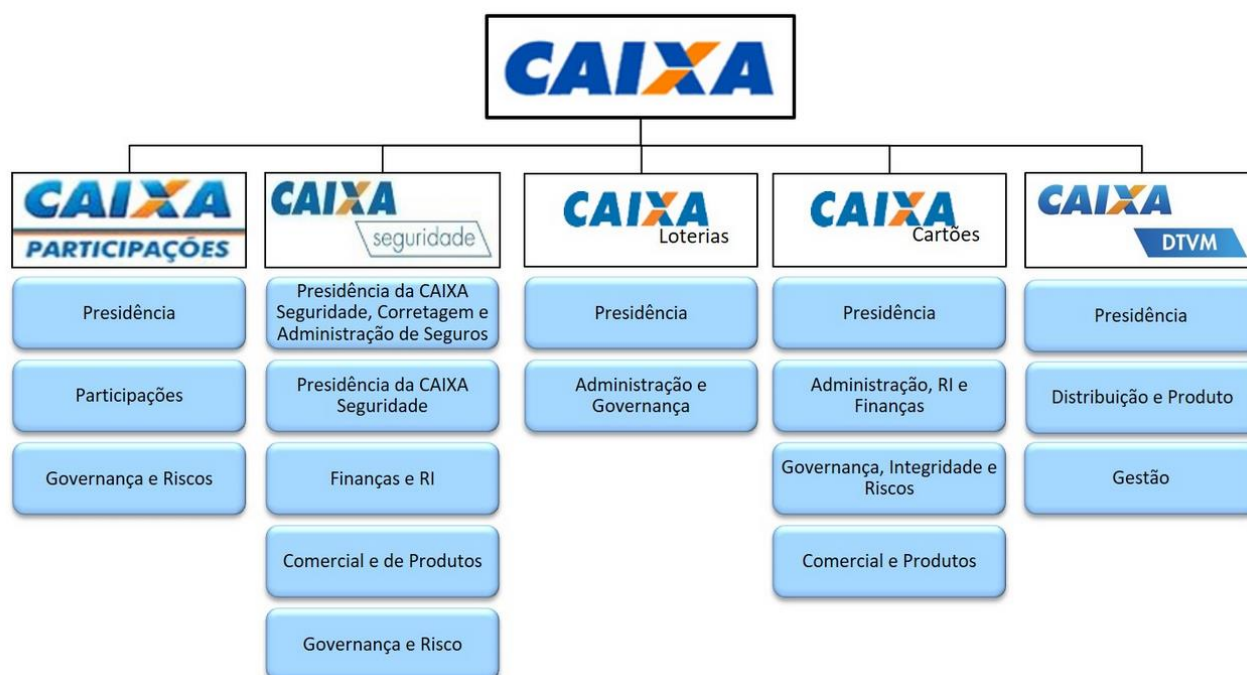 CAIXA
CAIXA
PARTICIPAÇÕES
CAIXA
seguridade
CAIXA
Loterias
CAIXA
Cartões
CAIXA
DTVM
Presidência
Participações
Governança e Riscos
Presidência da CAIXA
Seguridade, Corretagem e
Administração de Seguros
Presidência da CAIXA
Seguridade
Finanças e RI
Comercial e de Produtos
Governança e Risco
Presidência
Administração e
Governança
Presidência
Administração, RI e
Finanças
Governança, Integridade e
Riscos
Comercial e Produtos
Presidência
Distribuição e Produto
Gestão